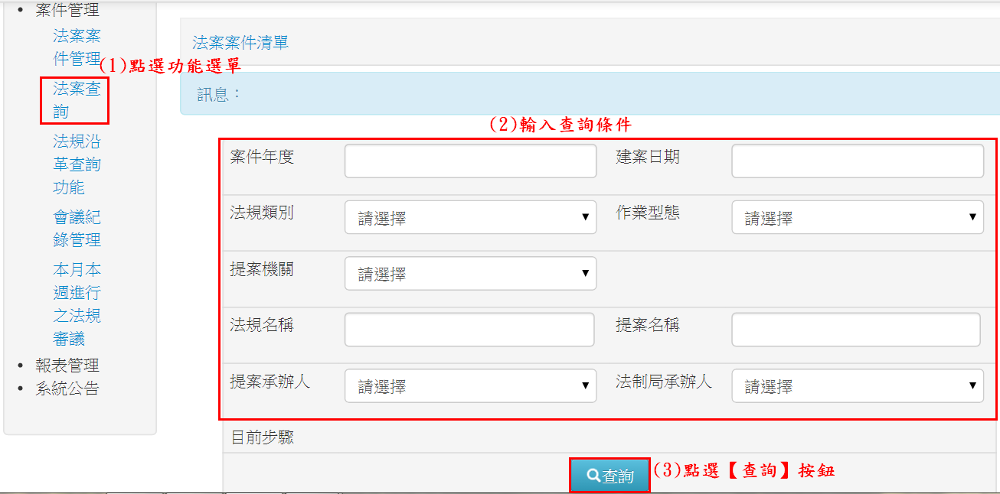 案件管理
法案案
件管理
(1)點選功能選單
法案查
詢
法規沿
革查詢
功能
會議紀
錄管理
本月本
週進行
之法規
審議
報表管理
系統公告
法案案件清單
訊息：
(2)輸入查詢條件
案件年度 建案日期
法規類別 請選擇 作業型態 請選擇
提案機關 請選擇
法規名稱 提案名稱
提案承辦人 請選擇 法制局承辦人 請選擇
目前步驟
查詢 (3)點選【查詢】按鈕